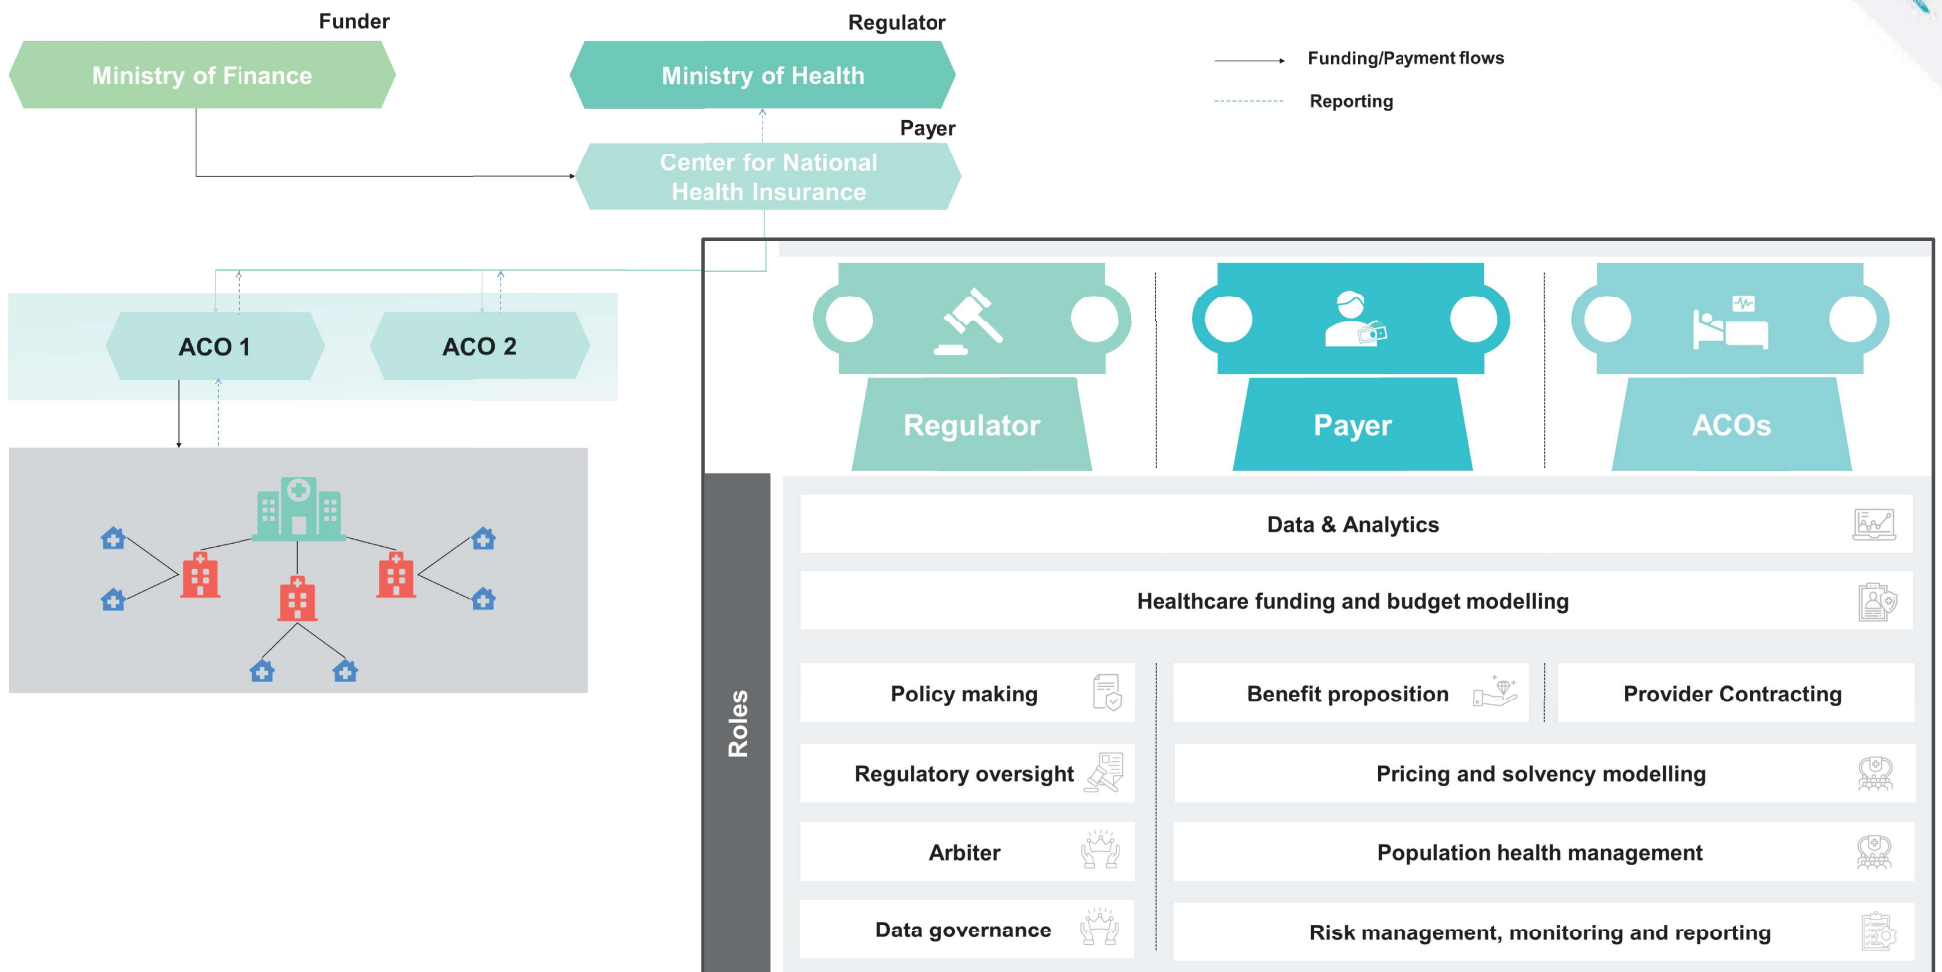 Funder
Ministry of Finance
Regulator
Ministry of Health
Funding/Payment flows
Reporting
Payer
Center for National
Health Insurance
ACO 1
ACO 2
Regulator
Payer
ACOs
Roles
Data & Analytics
Healthcare funding and budget modelling
Policy making
Benefit proposition
Provider Contracting
Regulatory oversight
Pricing and solvency modelling
Arbiter
Population health management
Data governance
Risk management, monitoring and reporting